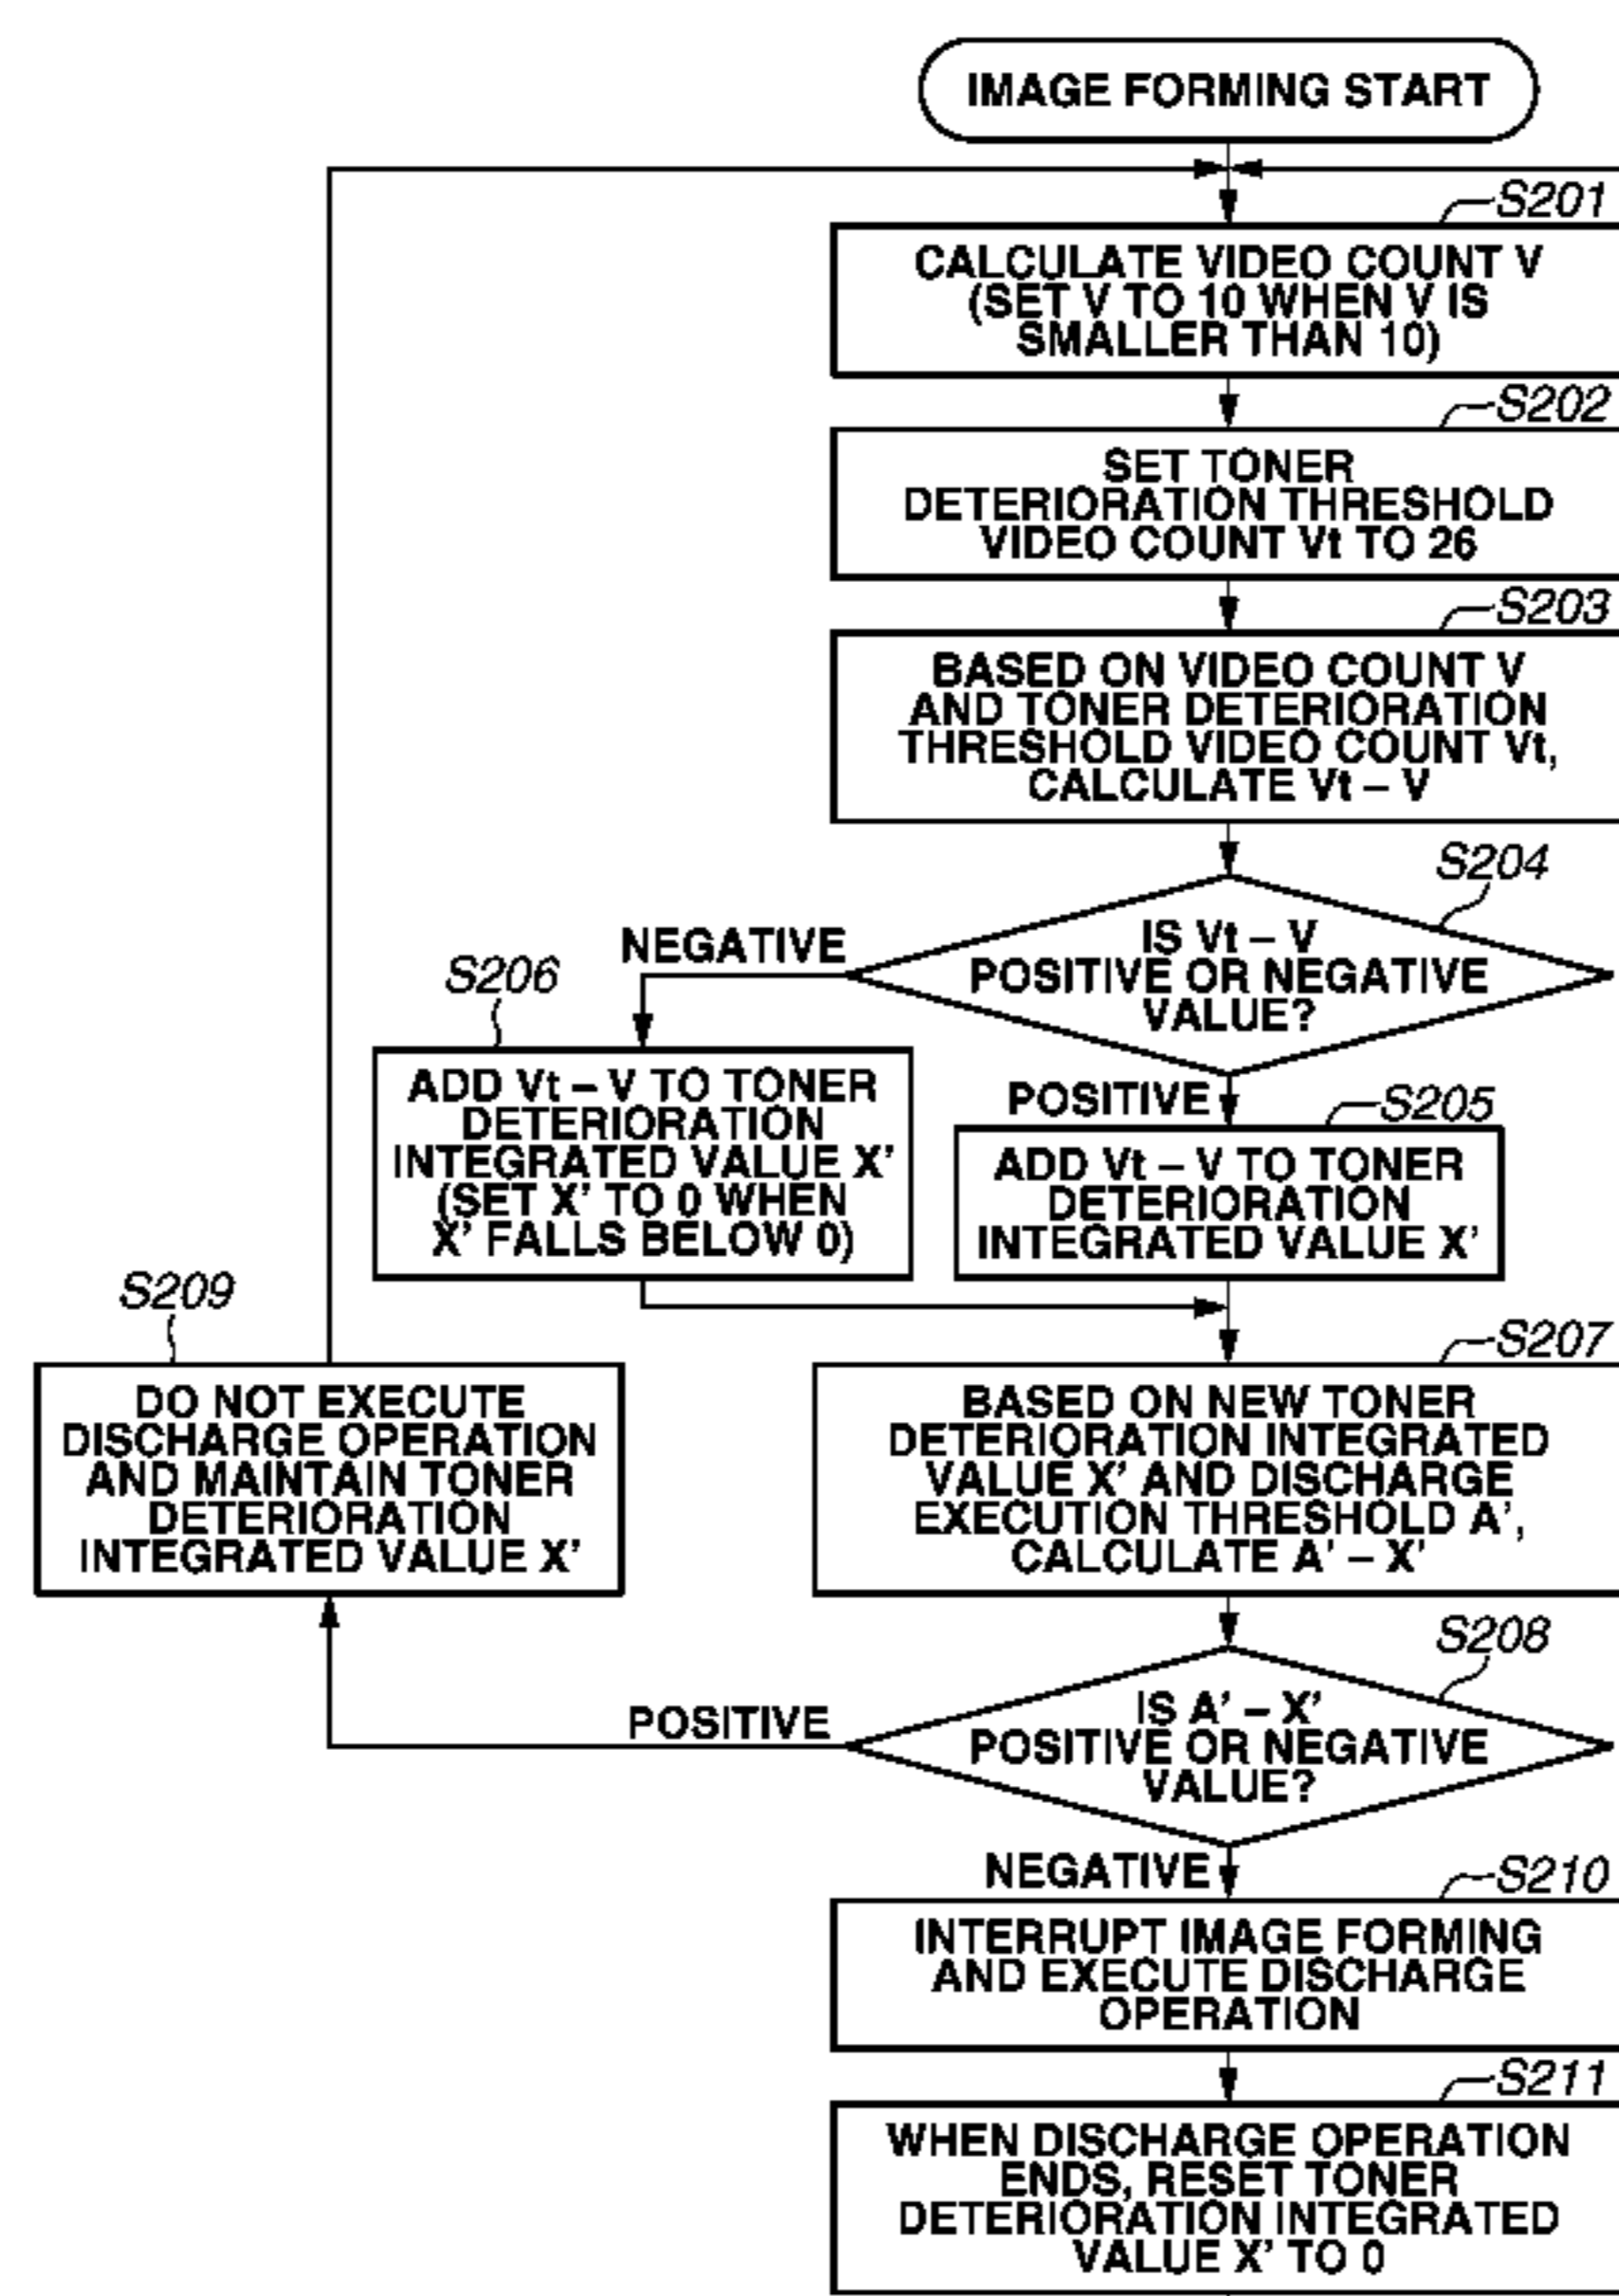 IMAGE FORMING START
S201
CALCULATE VIDEO COUNT V
(SET V TO 10 WHEN V IS
SMALLER THAN 10)
S202
SET TONER
DETERIORATION THRESHOLD
VIDEO COUNT Vt TO 26
S203
BASED ON VIDEO COUNT V
AND TONER DETERIORATION
THRESHOLD VIDEO COUNT Vt,
CALCULATE Vt – V
S204
IS Vt – V
POSITIVE OR NEGATIVE
VALUE?
NEGATIVE
S206
ADD Vt – V TO TONER
DETERIORATION
INTEGRATED VALUE X'
(SET X' TO 0 WHEN
X' FALLS BELOW 0)
POSITIVE
S205
ADD Vt – V TO TONER
DETERIORATION
INTEGRATED VALUE X'
S209
DO NOT EXECUTE
DISCHARGE OPERATION
AND MAINTAIN TONER
DETERIORATION
INTEGRATED VALUE X'
S207
BASED ON NEW TONER
DETERIORATION INTEGRATED
VALUE X' AND DISCHARGE
EXECUTION THRESHOLD A',
CALCULATE A' – X'
S208
IS A' – X'
POSITIVE OR NEGATIVE
VALUE?
POSITIVE
NEGATIVE
S210
INTERRUPT IMAGE FORMING
AND EXECUTE DISCHARGE
OPERATION
S211
WHEN DISCHARGE OPERATION
ENDS, RESET TONER
DETERIORATION INTEGRATED
VALUE X' TO 0